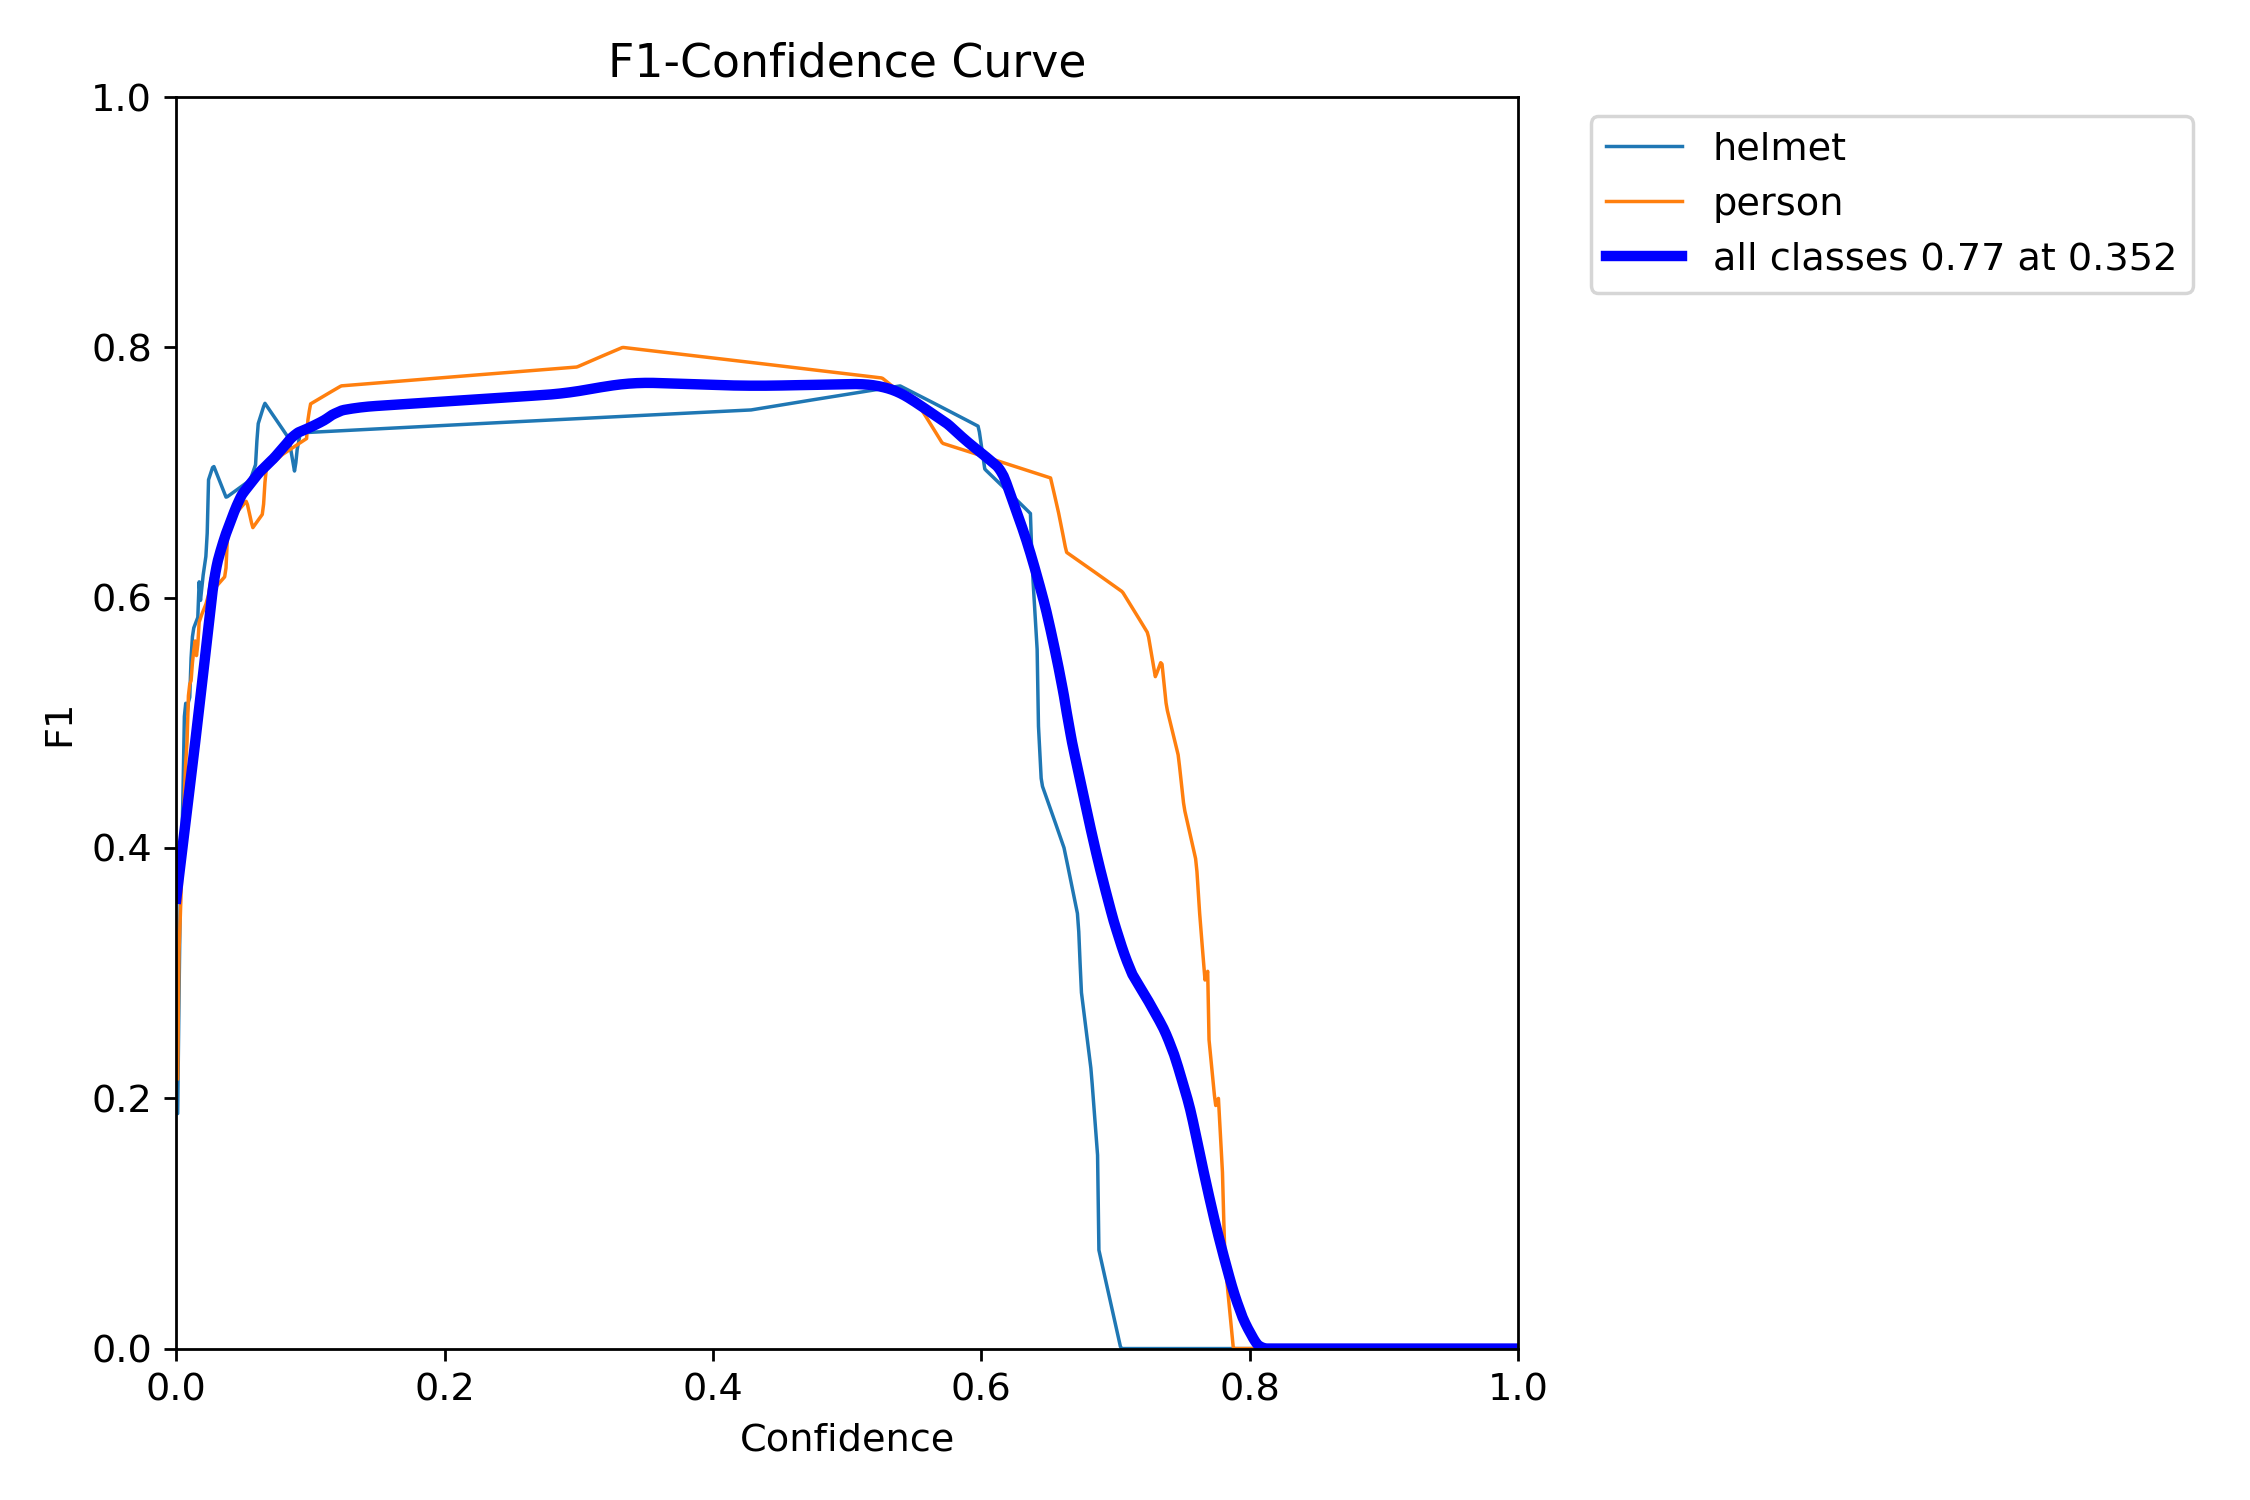 F1-Confidence Curve
1.0
0.8
0.6
0.4
0.2
0.0
F1
0.0 0.2 0.4 0.6 0.8 1.0
Confidence
helmet
person
all classes 0.77 at 0.352